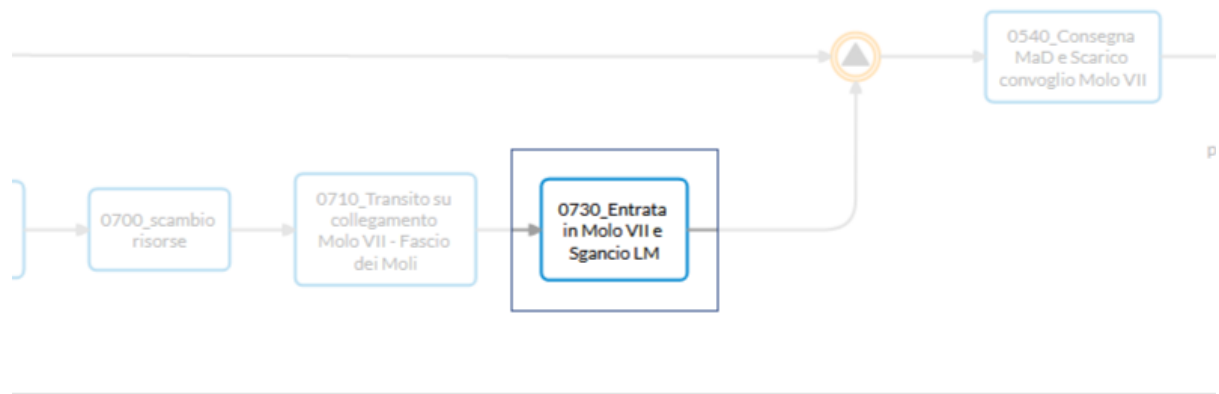 0540_Consegna
MaD e Scarico
convoglio Molo VII
0700_scambio
risorse
0710_Transito su
collegamento
Molo VII - Fascio
dei Moli
0730_Entrata
in Molo VII e
Sgancio LM
p